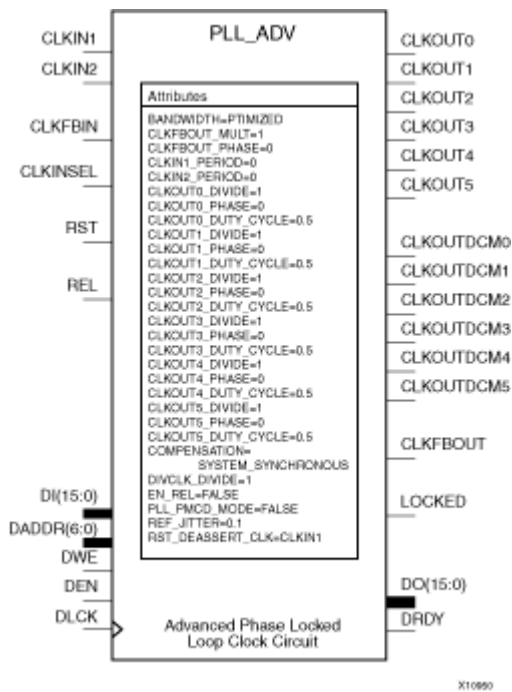 PLL_ADV
CLKIN1
CLKIN2
CLKFBIN
CLKINSEL
RST
REL
DI(15:0)
DADDR(6:0)
DWE
DEN
DLCK
Attributes
BANDWIDTH=PTIMIZED
CLKFBOUT_MULT=1
CLKFBOUT_PHASE=0
CLKIN1_PERIOD=0
CLKIN2_PERIOD=0
CLKOUT0_DIVIDE=1
CLKOUT0_PHASE=0
CLKOUT0_DUTY_CYCLE=0.5
CLKOUT1_DIVIDE=1
CLKOUT1_PHASE=0
CLKOUT1_DUTY_CYCLE=0.5
CLKOUT2_DIVIDE=1
CLKOUT2_PHASE=0
CLKOUT2_DUTY_CYCLE=0.5
CLKOUT3_DIVIDE=1
CLKOUT3_PHASE=0
CLKOUT3_DUTY_CYCLE=0.5
CLKOUT4_DIVIDE=1
CLKOUT4_PHASE=0
CLKOUT4_DUTY_CYCLE=0.5
CLKOUT5_DIVIDE=1
CLKOUT5_PHASE=0
CLKOUT5_DUTY_CYCLE=0.5
COMPENSATION=
SYSTEM_SYNCHRONOUS
DIVCLK_DIVIDE=1
EN_REL=FALSE
PLL_PMCD_MODE=FALSE
REF_JITTER=0.1
RST_DEASSERT_CLK=CLKIN1
CLKOUT0
CLKOUT1
CLKOUT2
CLKOUT3
CLKOUT4
CLKOUT5
CLKOUTDCM0
CLKOUTDCM1
CLKOUTDCM2
CLKOUTDCM3
CLKOUTDCM4
CLKOUTDCM5
CLKFBOUT
LOCKED
DO(15:0)
DRDY
Advanced Phase Locked
Loop Clock Circuit